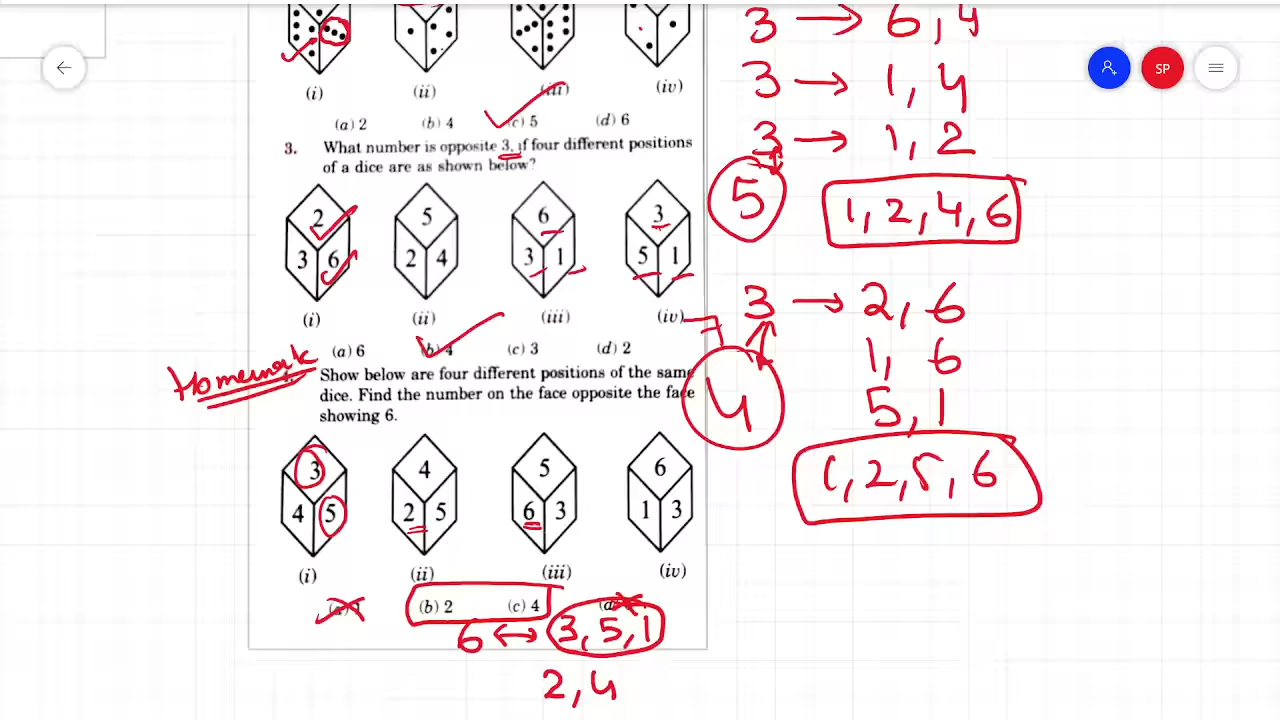 (i) (ii) (iii) (iv)
(a) 2 (b) 4 (c) 5 (d) 6
3. What number is opposite 3, if four different positions
of a dice are as shown below?
2 5 6 3
3 6 2 4 3 1 5 1
(i) (ii) (iii) (iv)
(a) 6 (b) 4 (c) 3 (d) 2
Homework
Show below are four different positions of the same
dice. Find the number on the face opposite the face
showing 6.
3 4 5 6
4 5 2 5 6 3 1 3
(i) (ii) (iii) (iv)
(b) 2 (c) 4
6 ↔ 3, 5, 1
2, 4
3 → 6, 4
3 → 1, 4
3 → 1, 2
5 1, 2, 4, 6
3 → 2, 6
1, 6
4 5, 1
1, 2, 5, 6
SP